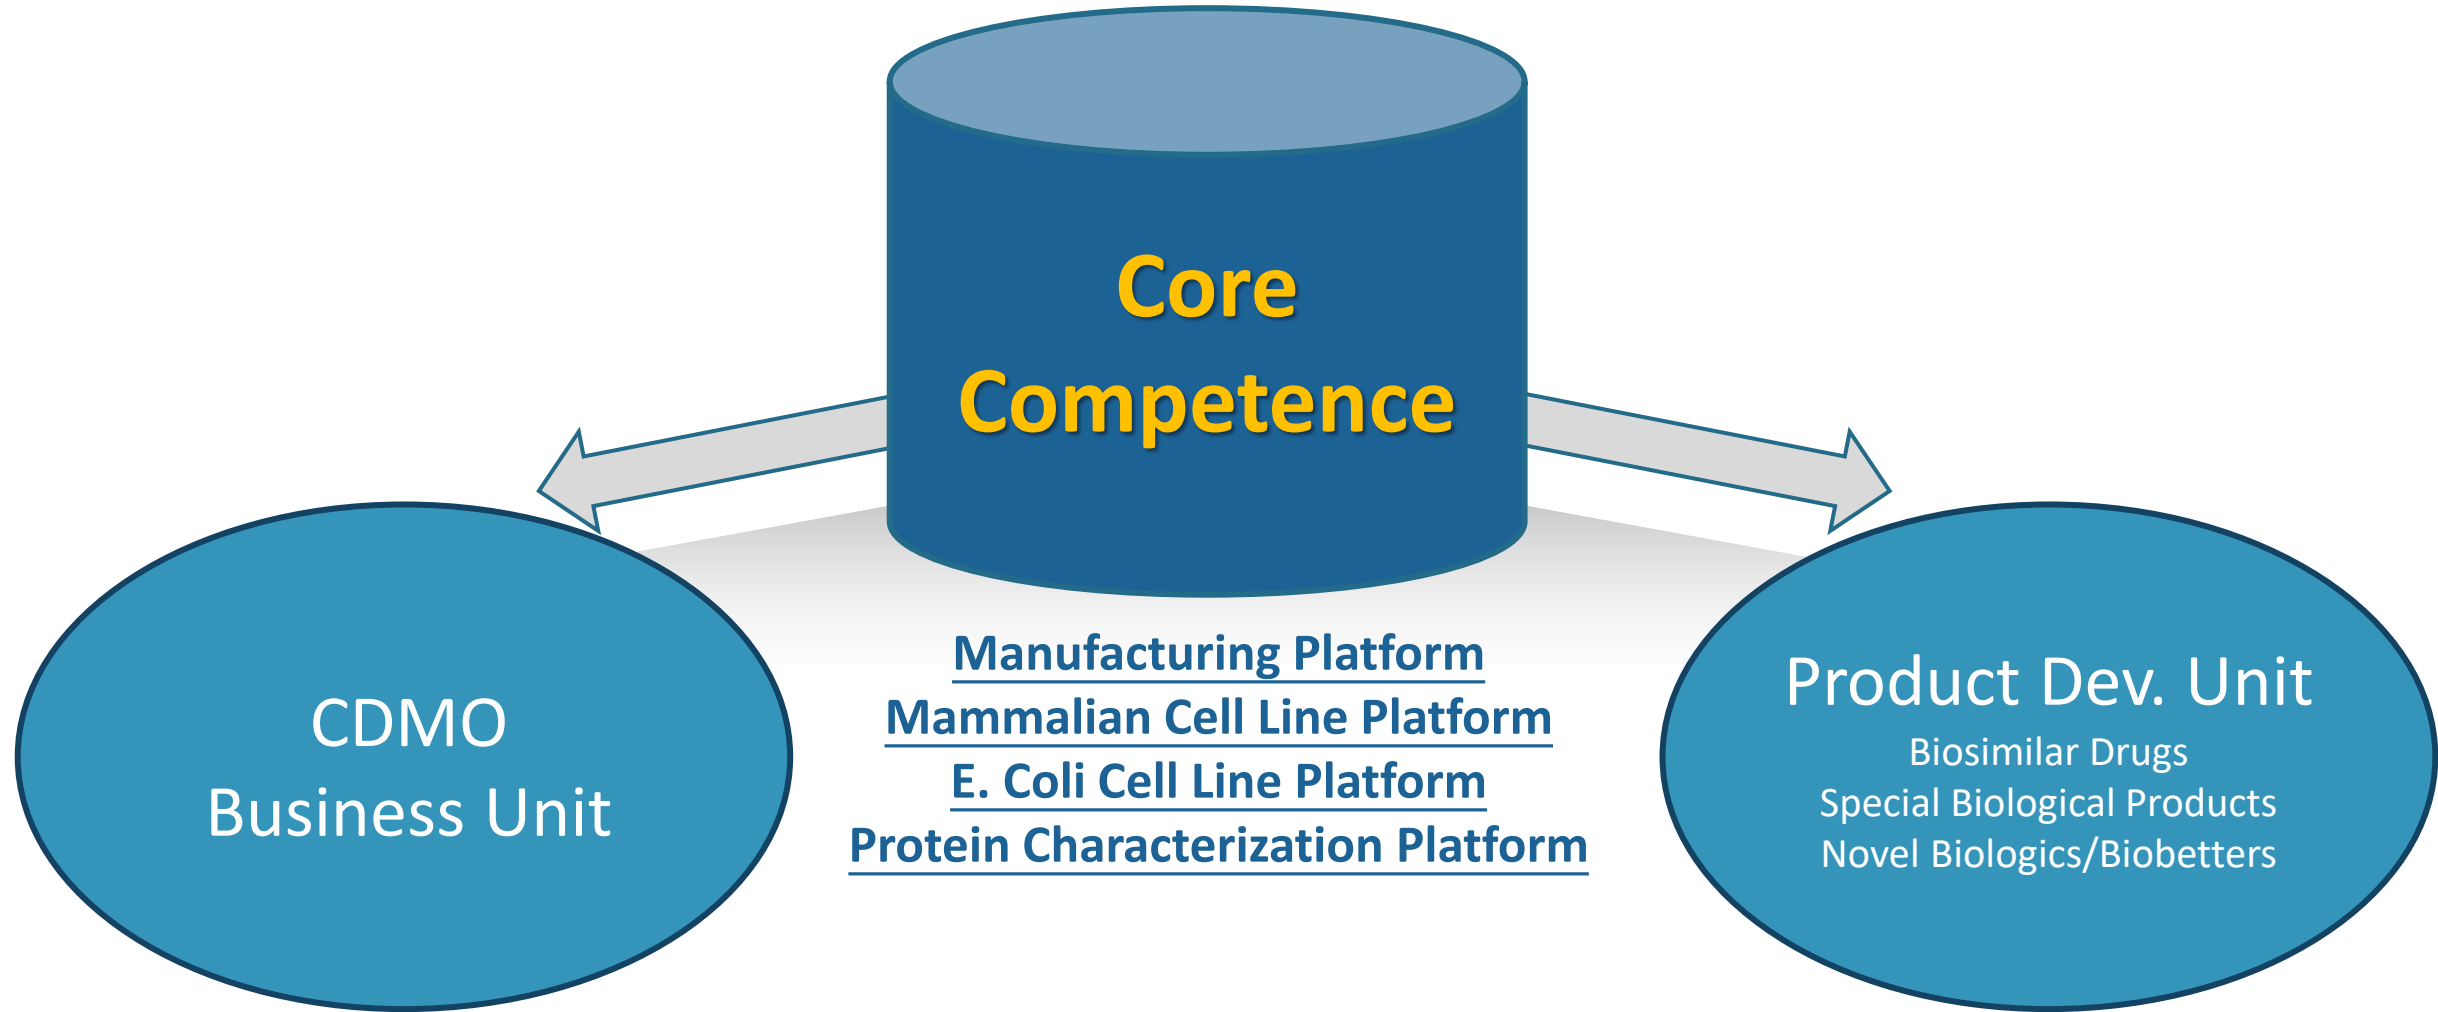 Core
Competence
CDMO
Business Unit
Manufacturing Platform
Mammalian Cell Line Platform
E. Coli Cell Line Platform
Protein Characterization Platform
Product Dev. Unit
Biosimilar Drugs
Special Biological Products
Novel Biologics/Biobetters